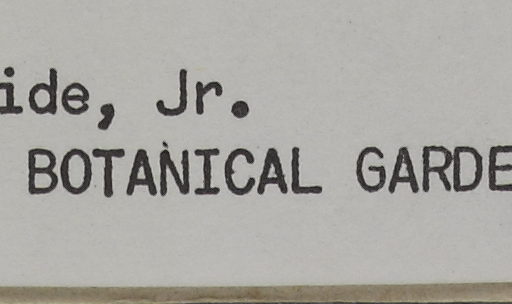 ide, Jr.
BOTANICAL GARDE